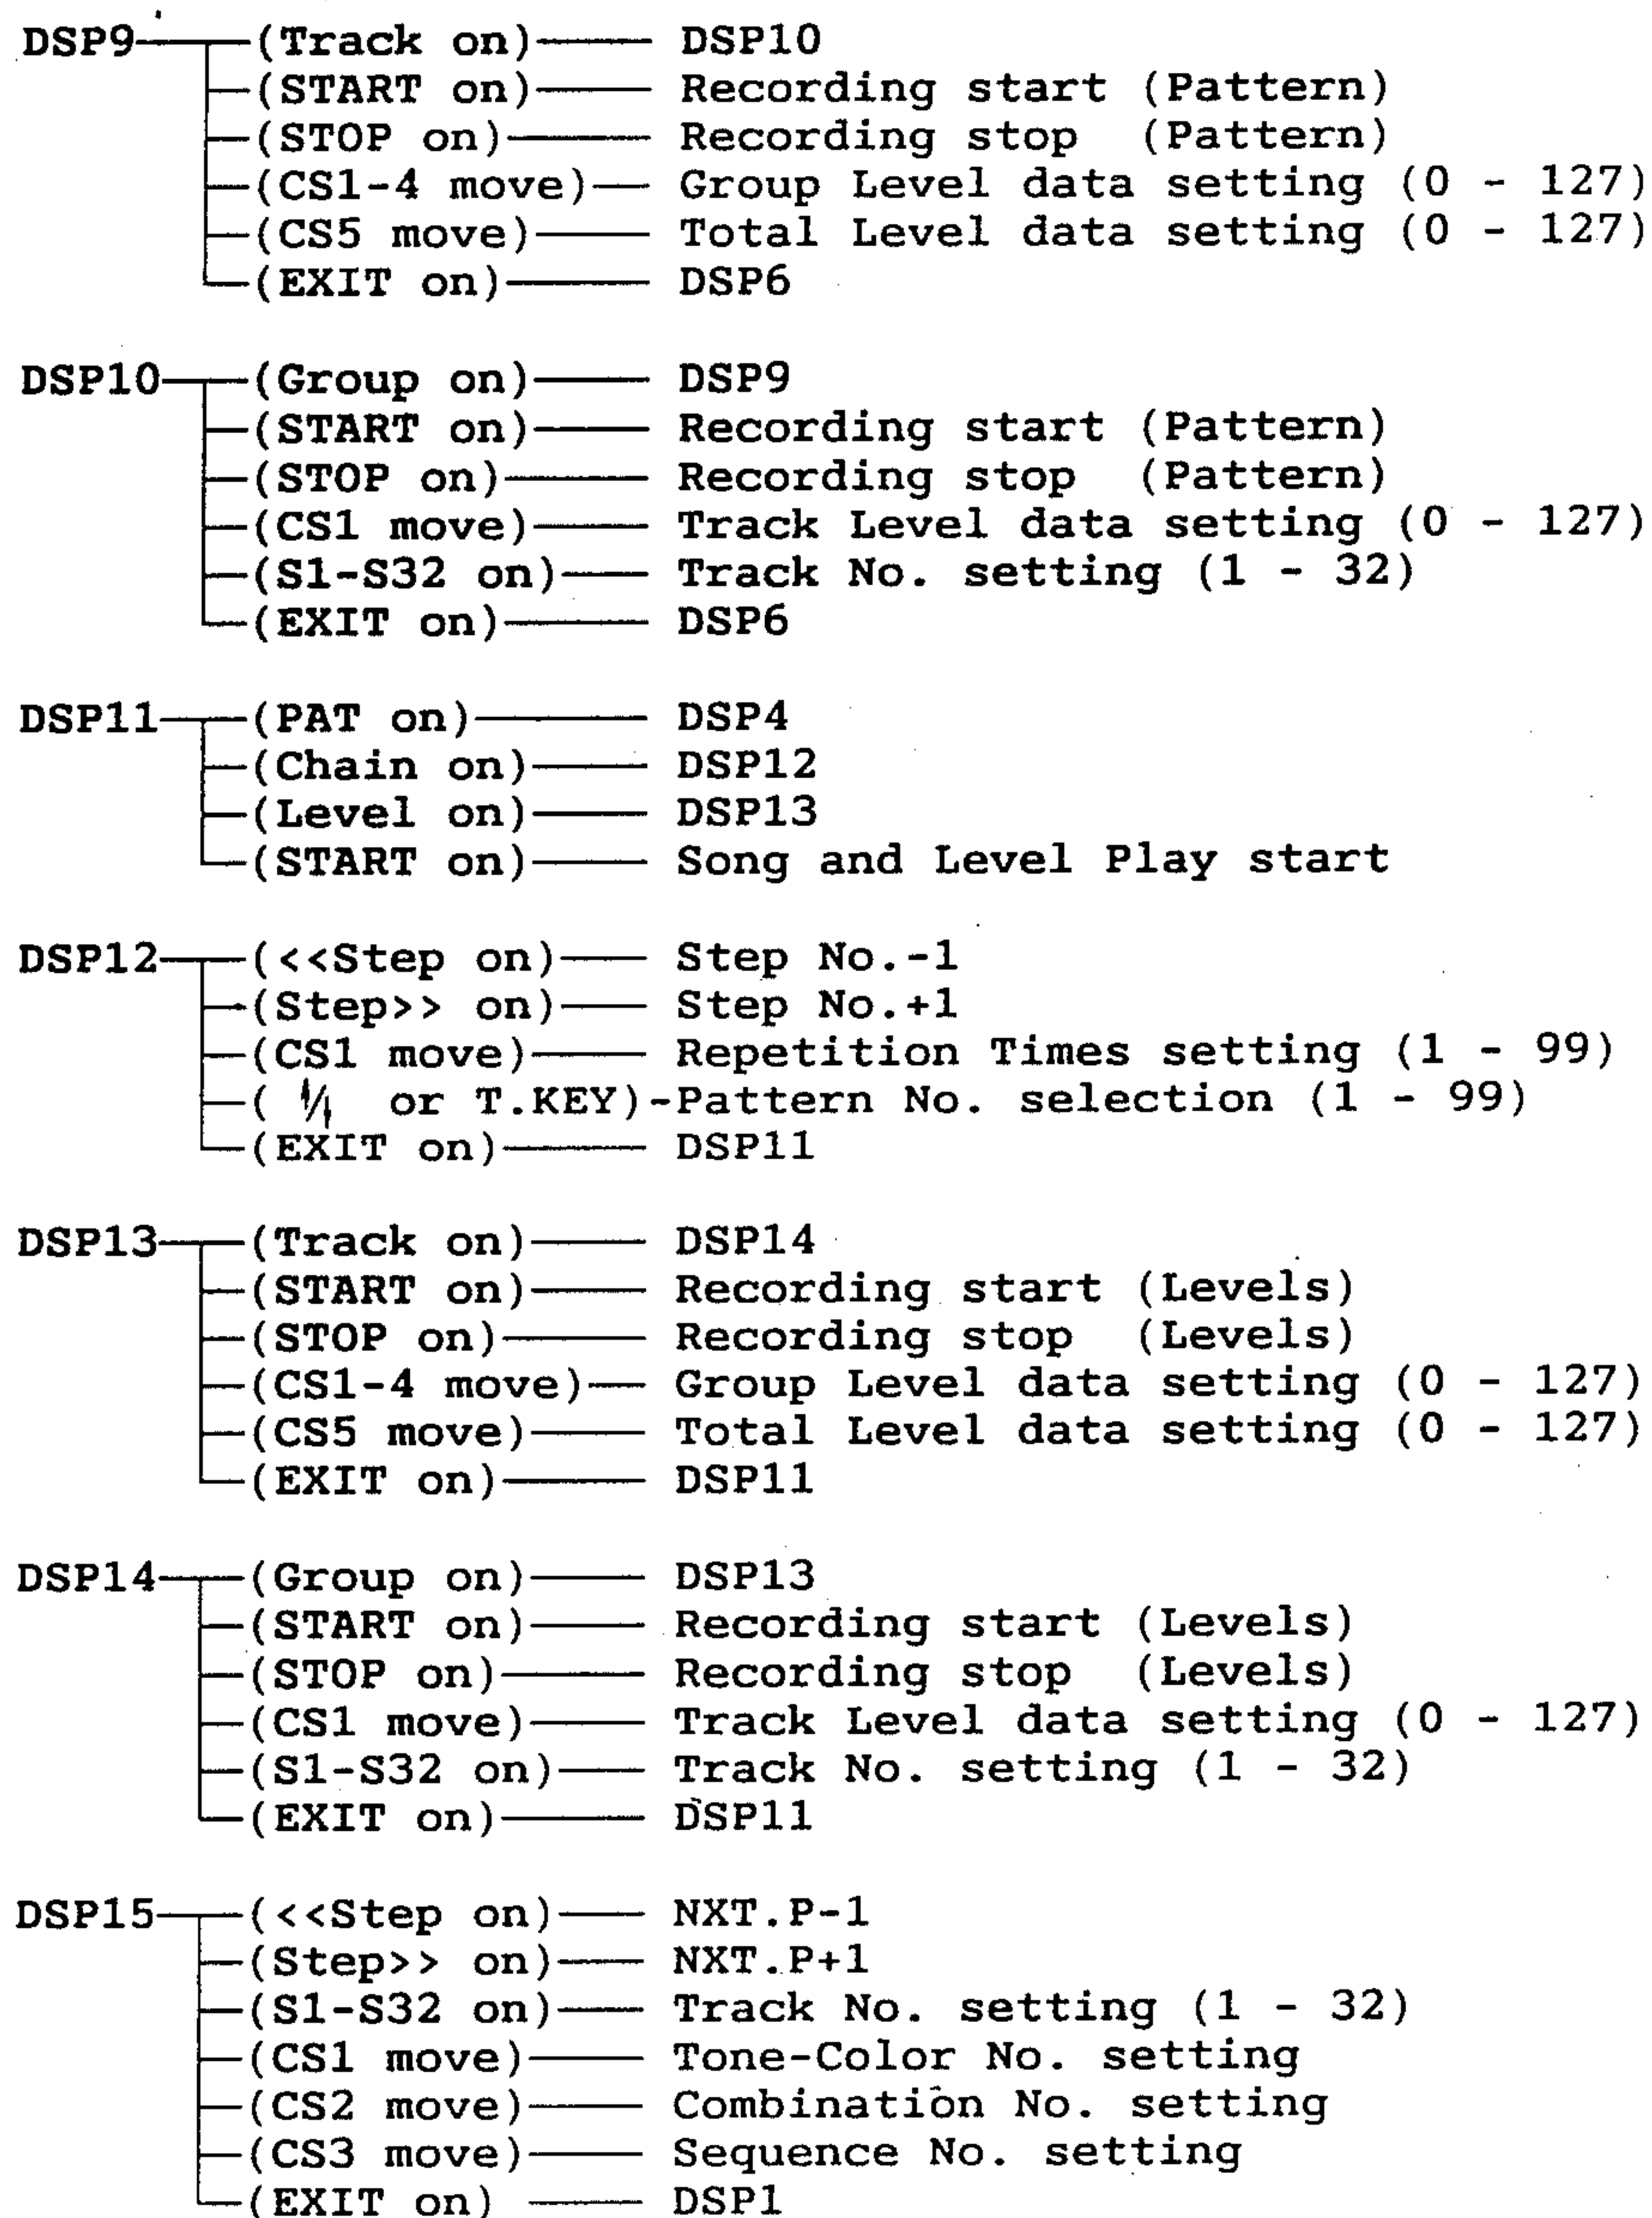 DSP9 (Track on) DSP10
(START on) Recording start (Pattern)
(STOP on) Recording stop (Pattern)
(CS1-4 move) Group Level data setting (0 - 127)
(CS5 move) Total Level data setting (0 - 127)
(EXIT on) DSP6
DSP10 (Group on) DSP9
(START on) Recording start (Pattern)
(STOP on) Recording stop (Pattern)
(CS1 move) Track Level data setting (0 - 127)
(S1-S32 on) Track No. setting (1 - 32)
(EXIT on) DSP6
DSP11 (PAT on) DSP4
(Chain on) DSP12
(Level on) DSP13
(START on) Song and Level Play start
DSP12 (<<Step on) Step No.-1
(Step>> on) Step No.+1
(CS1 move) Repetition Times setting (1 - 99)
( or T.KEY)-Pattern No. selection (1 - 99)
(EXIT on) DSP11
DSP13 (Track on) DSP14
(START on) Recording start (Levels)
(STOP on) Recording stop (Levels)
(CS1-4 move) Group Level data setting (0 - 127)
(CS5 move) Total Level data setting (0 - 127)
(EXIT on) DSP11
DSP14 (Group on) DSP13
(START on) Recording start (Levels)
(STOP on) Recording stop (Levels)
(CS1 move) Track Level data setting (0 - 127)
(S1-S32 on) Track No. setting (1 - 32)
(EXIT on) DSP11
DSP15 (<<Step on) NXT.P-1
(Step>> on) NXT.P+1
(S1-S32 on) Track No. setting (1 - 32)
(CS1 move) Tone-Color No. setting
(CS2 move) Combination No. setting
(CS3 move) Sequence No. setting
(EXIT on) DSP1